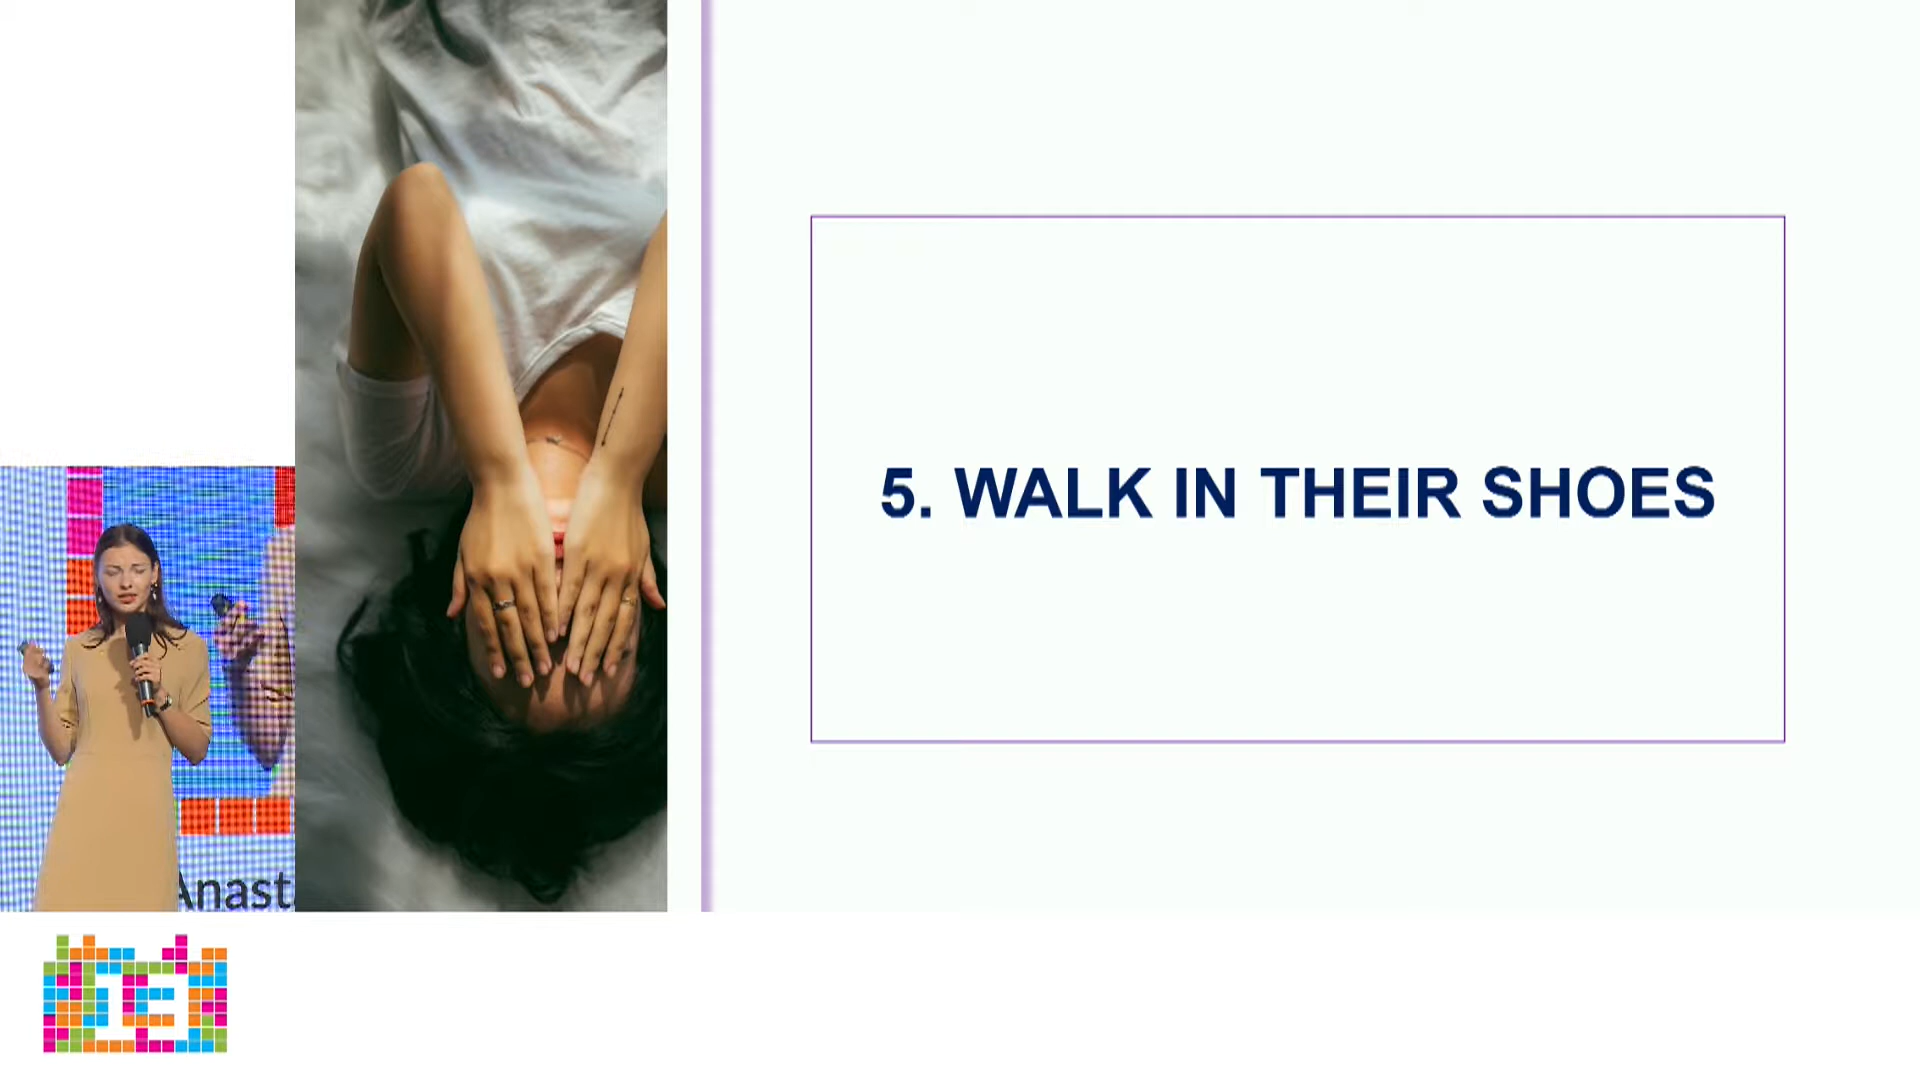 5. WALK IN THEIR SHOES
Anast